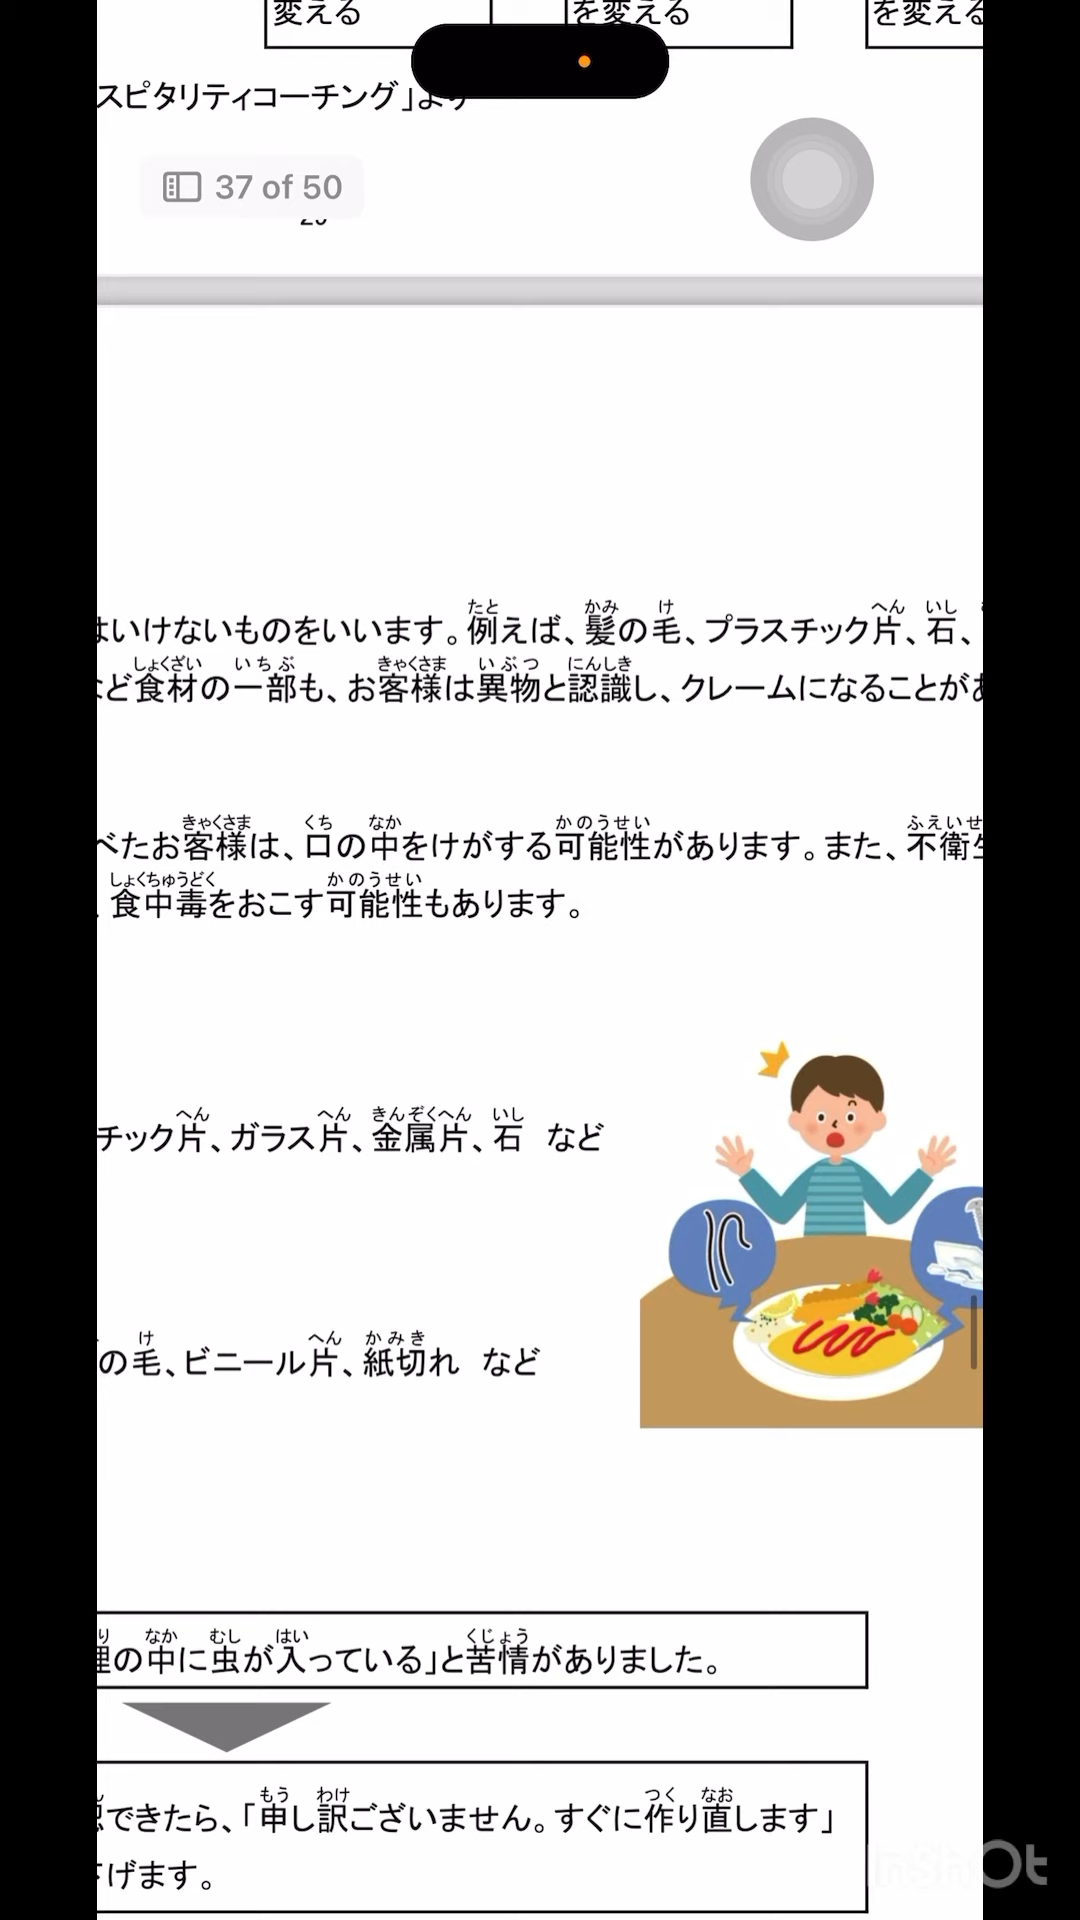 変える
を変える
を変える
スピタリティコーチング」より
37 of 50
はいけないものをいいます。例えば、髪の毛、プラスチック片、石、
など食材の一部も、お客様は異物と認識し、クレームになることがあ
べたお客様は、口の中をけがする可能性があります。また、不衛生
食中毒をおこす可能性もあります。
チック片、ガラス片、金属片、石 など
の毛、ビニール片、紙切れ など
理の中に虫が入っている」と苦情がありました。
できたら、「申し訳ございません。すぐに作り直します」
げます。
InShOt